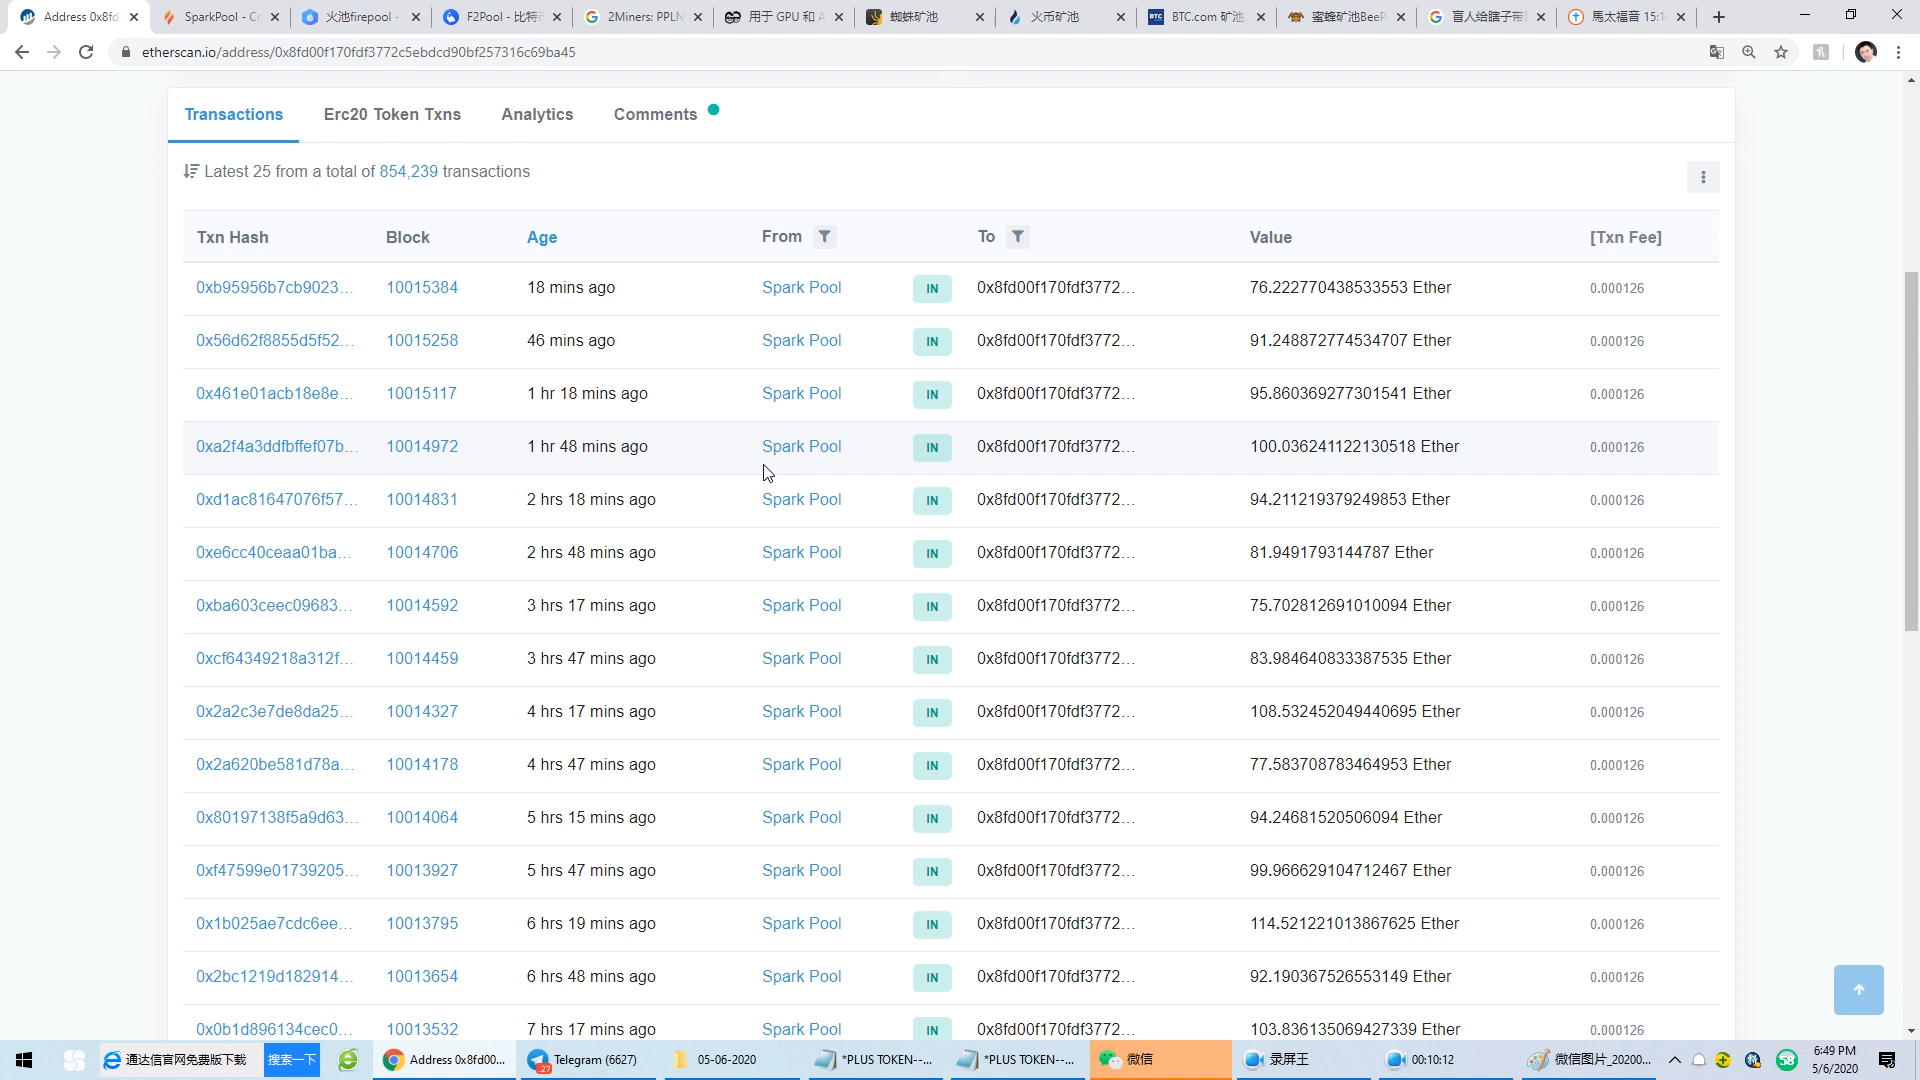 Address 0x8fd
SparkPool - Cr
火池firepool -
F2Pool - 比特
2Miners: PPLN
用于 GPU 和 A
蜘蛛矿池
火币矿池
BTC.com 矿池
蜜蜂矿池BeeP
盲人给瞎子带
馬太福音 15:1
etherscan.io/address/0x8fd00f170fdf3772c5ebdcd90bf257316c69ba45
Transactions Erc20 Token Txns Analytics Comments
Latest 25 from a total of 854,239 transactions
Txn Hash Block Age From To Value [Txn Fee]
0xb95956b7cb9023... 10015384 18 mins ago Spark Pool IN 0x8fd00f170fdf3772... 76.222770438533553 Ether 0.000126
0x56d62f8855d5f52... 10015258 46 mins ago Spark Pool IN 0x8fd00f170fdf3772... 91.248872774534707 Ether 0.000126
0x461e01acb18e8e... 10015117 1 hr 18 mins ago Spark Pool IN 0x8fd00f170fdf3772... 95.860369277301541 Ether 0.000126
0xa2f4a3ddfbffef07b... 10014972 1 hr 48 mins ago Spark Pool IN 0x8fd00f170fdf3772... 100.036241122130518 Ether 0.000126
0xd1ac81647076f57... 10014831 2 hrs 18 mins ago Spark Pool IN 0x8fd00f170fdf3772... 94.211219379249853 Ether 0.000126
0xe6cc40ceaa01ba... 10014706 2 hrs 48 mins ago Spark Pool IN 0x8fd00f170fdf3772... 81.9491793144787 Ether 0.000126
0xba603ceec09683... 10014592 3 hrs 17 mins ago Spark Pool IN 0x8fd00f170fdf3772... 75.702812691010094 Ether 0.000126
0xcf64349218a312f... 10014459 3 hrs 47 mins ago Spark Pool IN 0x8fd00f170fdf3772... 83.984640833387535 Ether 0.000126
0x2a2c3e7de8da25... 10014327 4 hrs 17 mins ago Spark Pool IN 0x8fd00f170fdf3772... 108.532452049440695 Ether 0.000126
0x2a620be581d78a... 10014178 4 hrs 47 mins ago Spark Pool IN 0x8fd00f170fdf3772... 77.583708783464953 Ether 0.000126
0x80197138f5a9d63... 10014064 5 hrs 15 mins ago Spark Pool IN 0x8fd00f170fdf3772... 94.24681520506094 Ether 0.000126
0xf47599e01739205... 10013927 5 hrs 47 mins ago Spark Pool IN 0x8fd00f170fdf3772... 99.966629104712467 Ether 0.000126
0x1b025ae7cdc6ee... 10013795 6 hrs 19 mins ago Spark Pool IN 0x8fd00f170fdf3772... 114.521221013867625 Ether 0.000126
0x2bc1219d182914... 10013654 6 hrs 48 mins ago Spark Pool IN 0x8fd00f170fdf3772... 92.190367526553149 Ether 0.000126
0x0b1d896134cec0... 10013532 7 hrs 17 mins ago Spark Pool IN 0x8fd00f170fdf3772... 103.836135069427339 Ether 0.000126
通达信官网免费版下载 搜索一下 Address 0x8fd00... Telegram (6627) 05-06-2020 *PLUS TOKEN--... *PLUS TOKEN--... 微信 录屏王 00:10:12 微信图片_20200...
6:49 PM
5/6/2020